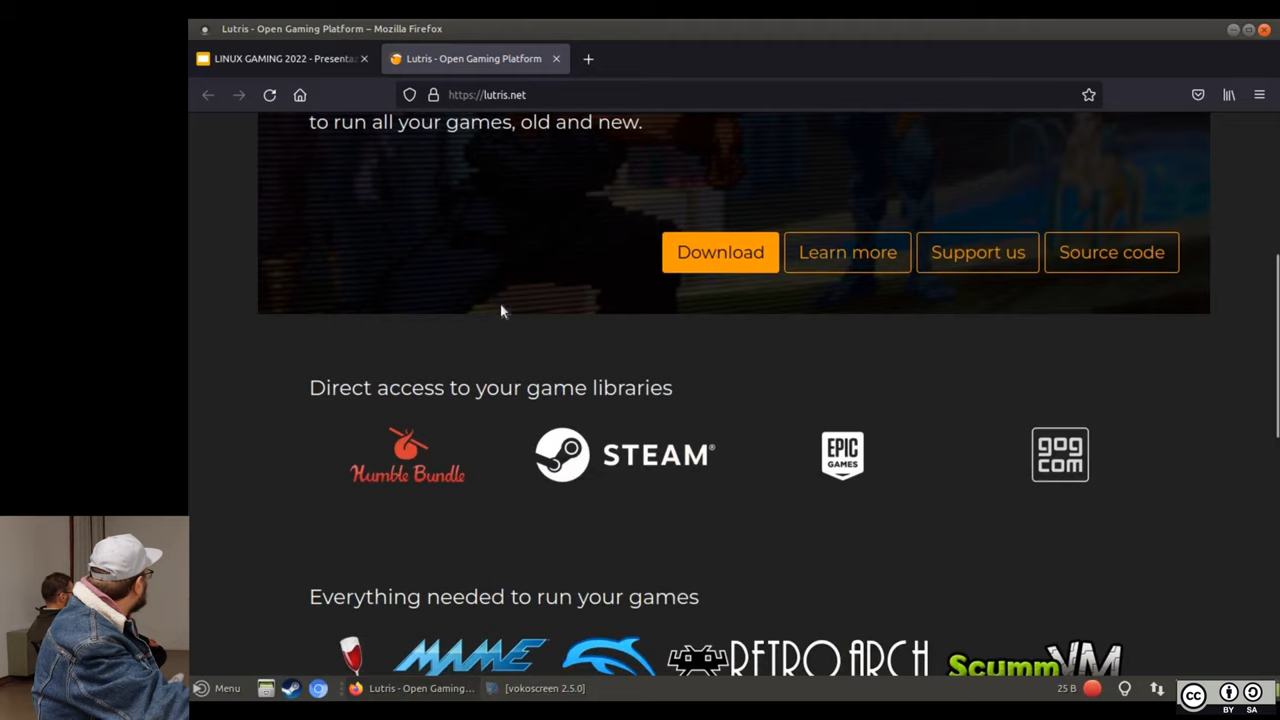 Lutris - Open Gaming Platform – Mozilla Firefox
LINUX GAMING 2022 - Presenta
Lutris - Open Gaming Platform
https://lutris.net
to run all your games, old and new.
Download
Learn more
Support us
Source code
Direct access to your game libraries
Humble Bundle
STEAM®
EPIC
GAMES
gog
com
Everything needed to run your games
MAME
RETROARCH
ScummVM
Menu
Lutris - Open Gaming...
[vokoscreen 2.5.0]
25 B
cc
BY SA